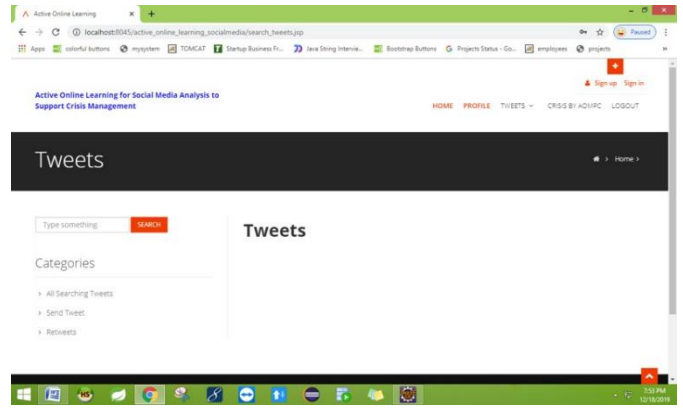 Active Online Learning
localhost:8045/active_online_learning_socialmedia/search_tweets.jsp
Paused
Apps colorful buttons mysystem TOMCAT Startup Business Fr... Java String Intervie... Bootstrap Buttons Projects Status - Go... employees projects
Sign up Sign in
Active Online Learning for Social Media Analysis to
Support Crisis Management
HOME PROFILE TWEETS CRISIS BY AOMPC LOGOUT
Tweets
> Home >
Type something SEARCH
Tweets
Categories
> All Searching Tweets
> Send Tweet
> Retweets
7:53 PM
12/18/2019